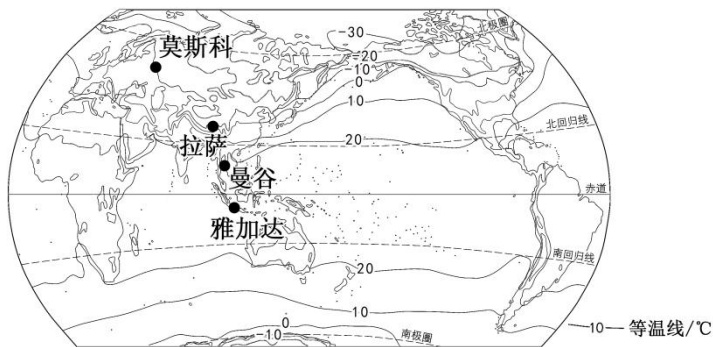 -30
北极圈
-20
-10
0
10
莫斯科
北回归线
20
拉萨
曼谷
赤道
雅加达
南回归线
20
10
0
-10
南极圈
10 等温线/℃